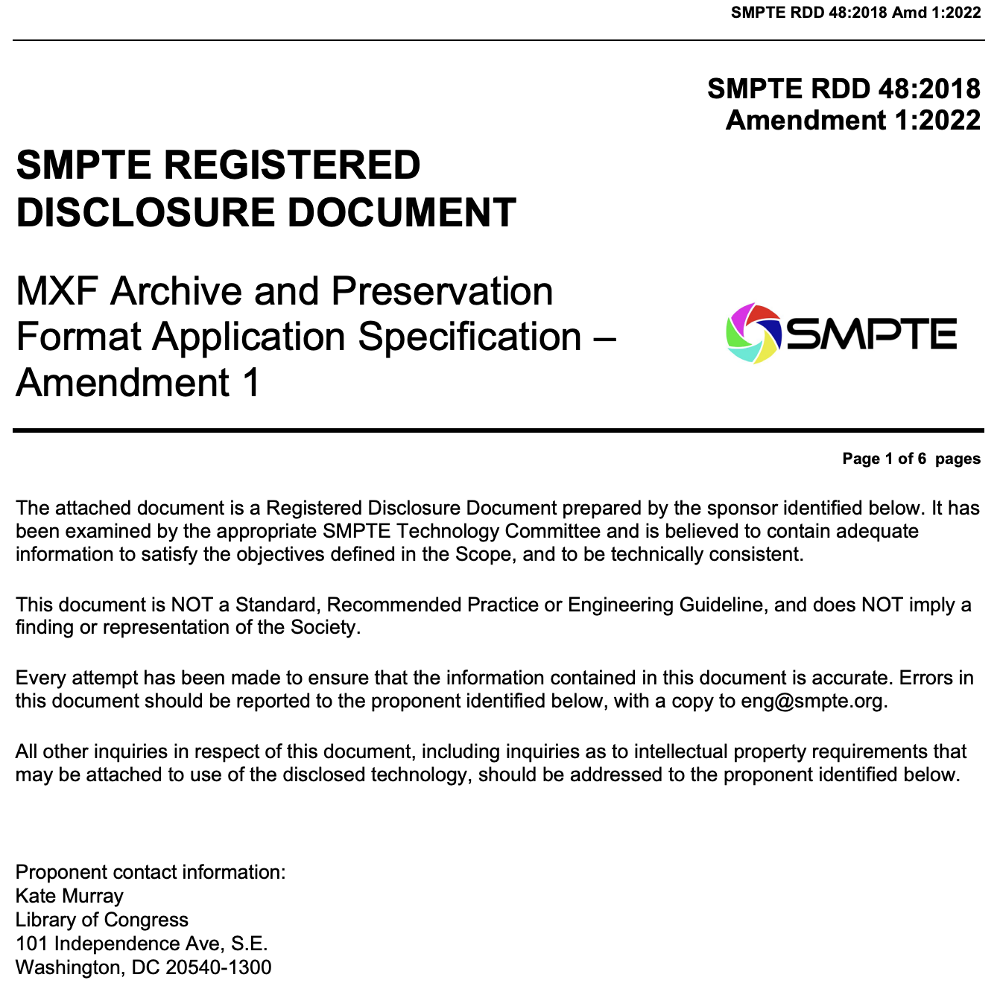 SMPTE RDD 48:2018 Amd 1:2022
SMPTE RDD 48:2018
Amendment 1:2022
SMPTE REGISTERED
DISCLOSURE DOCUMENT
MXF Archive and Preservation
Format Application Specification –
Amendment 1
SMPTE
Page 1 of 6 pages
The attached document is a Registered Disclosure Document prepared by the sponsor identified below. It has
been examined by the appropriate SMPTE Technology Committee and is believed to contain adequate
information to satisfy the objectives defined in the Scope, and to be technically consistent.
This document is NOT a Standard, Recommended Practice or Engineering Guideline, and does NOT imply a
finding or representation of the Society.
Every attempt has been made to ensure that the information contained in this document is accurate. Errors in
this document should be reported to the proponent identified below, with a copy to eng@smpte.org.
All other inquiries in respect of this document, including inquiries as to intellectual property requirements that
may be attached to use of the disclosed technology, should be addressed to the proponent identified below.
Proponent contact information:
Kate Murray
Library of Congress
101 Independence Ave, S.E.
Washington, DC 20540-1300